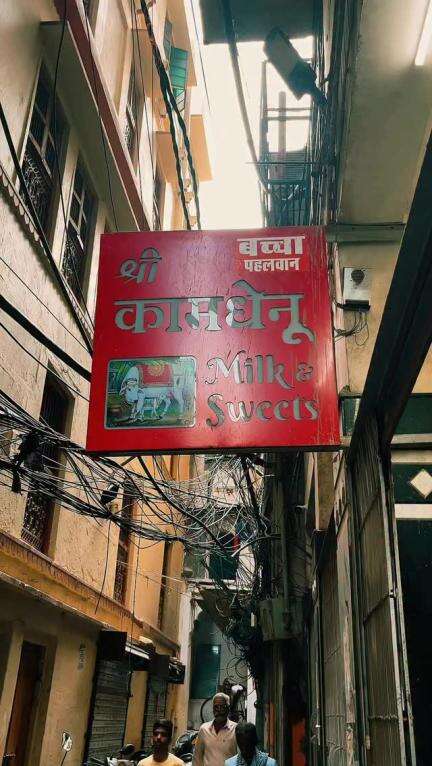 बच्चा
पहलवान
श्री
कामधेनू
Milk &
Sweets